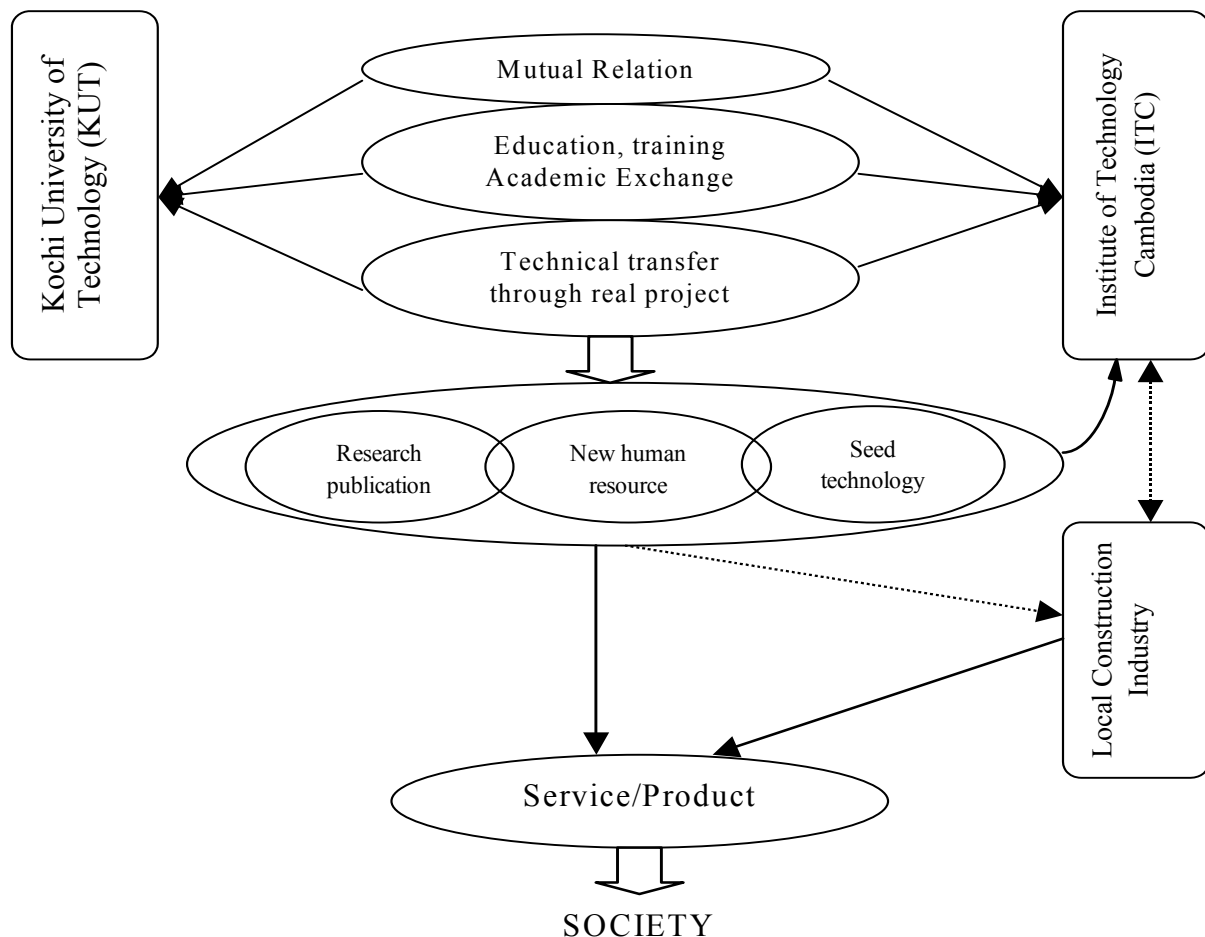 Kochi University of
Technology (KUT)
Mutual Relation
Education, training
Academic Exchange
Technical transfer
through real project
Institute of Technology
Cambodia (ITC)
Research
publication
New human
resource
Seed
technology
Local Construction
Industry
Service/Product
SOCIETY